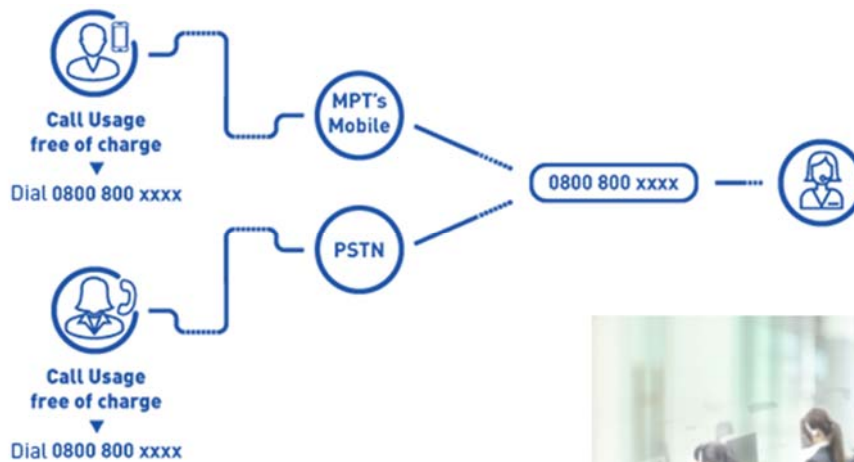 Call Usage
free of charge
Dial 0800 800 xxxx
MPT's
Mobile
0800 800 xxxx
PSTN
Call Usage
free of charge
Dial 0800 800 xxxx